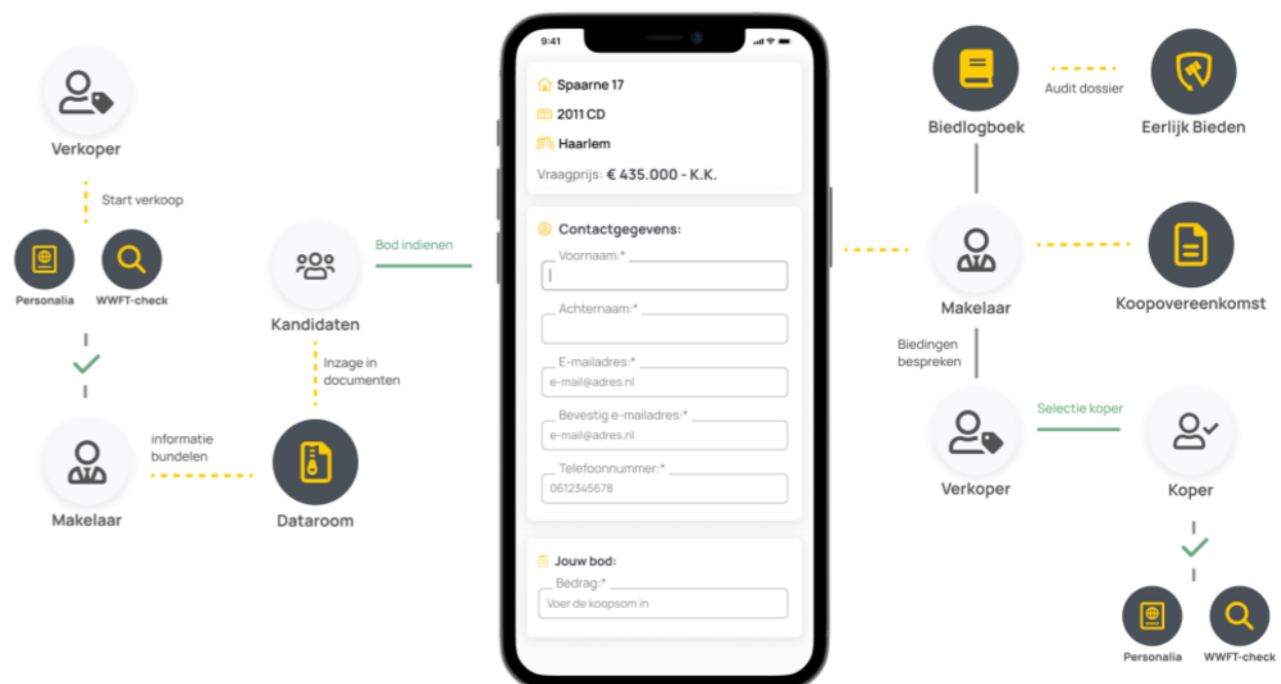 Verkoper
Start verkoop
Personalia
WWFT-check
Makelaar
informatie
bundelen
Dataroom
Inzage in
documenten
Kandidaten
Bod indienen
9:41
Spaarne 17
2011 CD
Haarlem
Vraagprijs: € 435.000 - K.K.
Contactgegevens:
Voornaam:*
Achternaam:*
E-mailadres:*
e-mail@adres.nl
Bevestig e-mailadres:*
e-mail@adres.nl
Telefoonnummer:*
0612345678
Jouw bod:
Bedrag:*
Voer de koopsom in
Biedlogboek
Audit dossier
Eerlijk Bieden
Makelaar
Koopovereenkomst
Biedingen
bespreken
Verkoper
Selectie koper
Koper
Personalia
WWFT-check